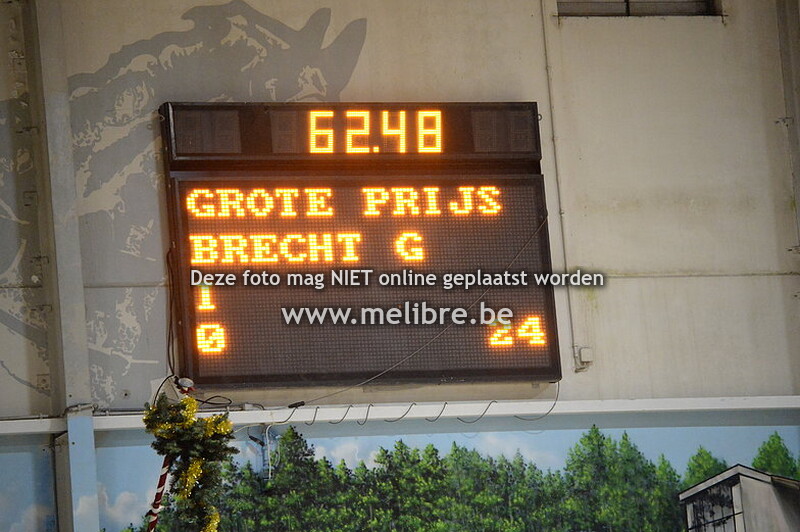 62.48
GROTE PRIJS
BRECHT G
Deze foto mag NIET online geplaatst worden
1
www.melibre.be
0 24